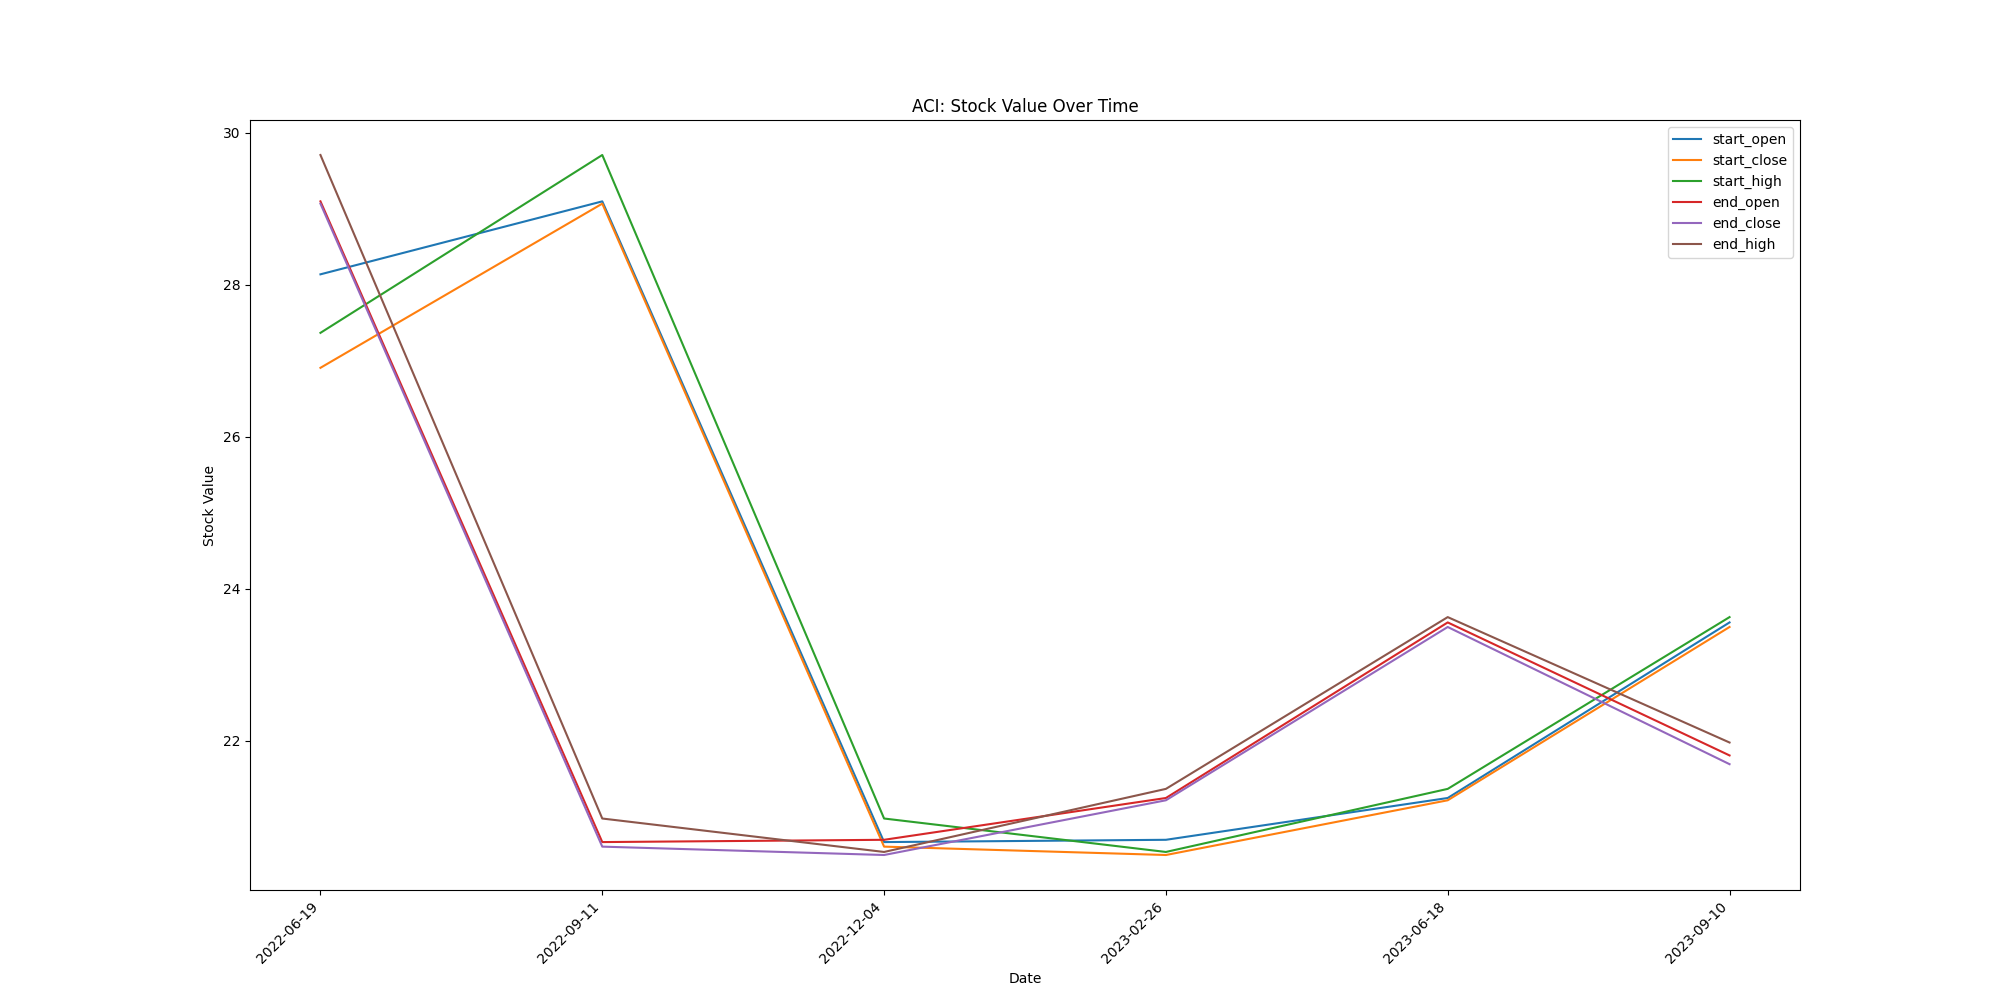 ACI: Stock Value Over Time
30
28
26
24
22
Stock Value
start_open
start_close
start_high
end_open
end_close
end_high
2022-06-19
2022-09-11
2022-12-04
2023-02-26
2023-06-18
2023-09-10
Date